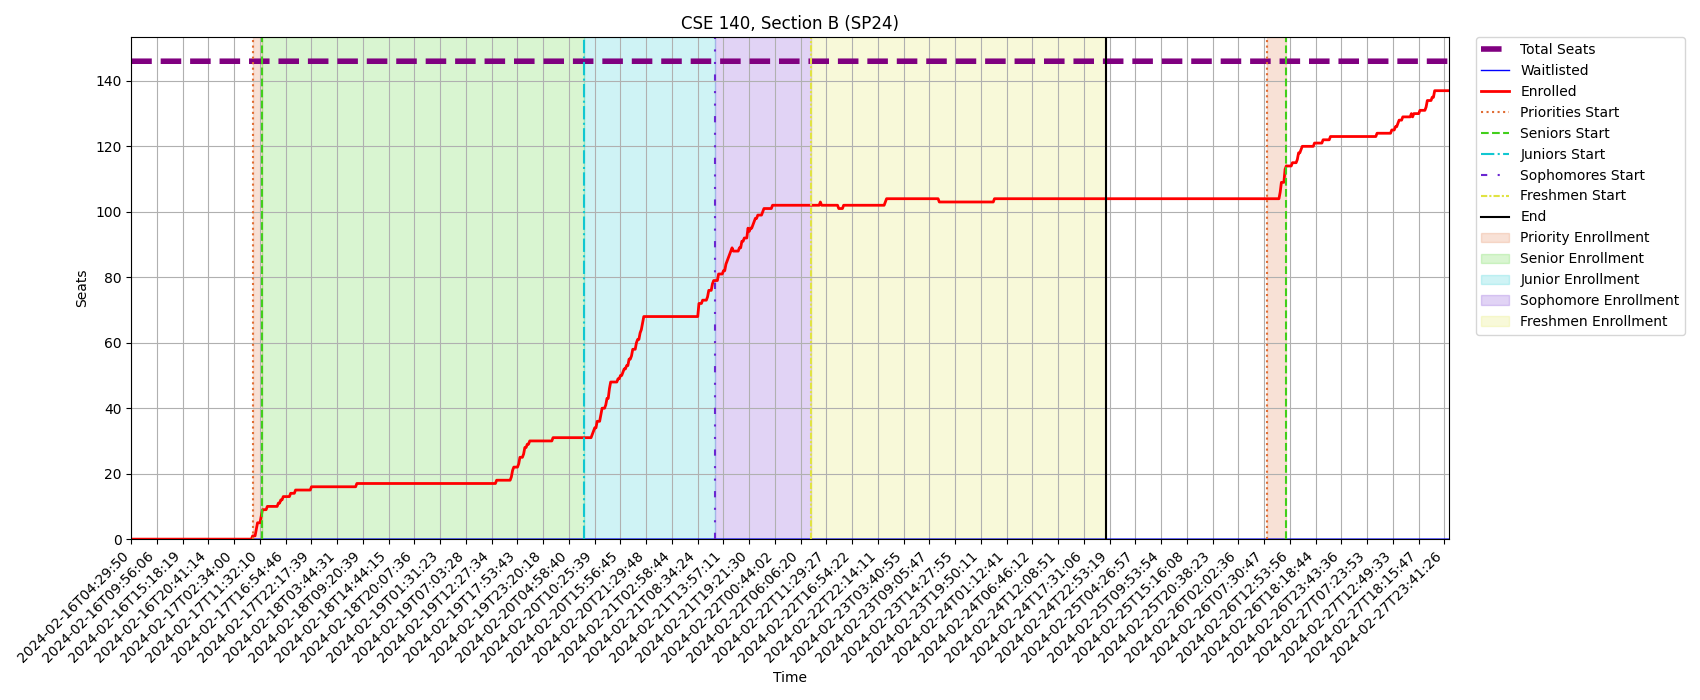 CSE 140, Section B (SP24)
Seats
140
120
100
80
60
40
20
0
2024-02-16T04:29:50
2024-02-16T09:56:06
2024-02-16T15:18:19
2024-02-16T20:41:14
2024-02-17T02:34:00
2024-02-17T11:32:10
2024-02-17T16:54:46
2024-02-17T22:17:39
2024-02-18T03:44:31
2024-02-18T09:20:39
2024-02-18T14:44:15
2024-02-18T20:07:36
2024-02-19T01:31:23
2024-02-19T07:03:28
2024-02-19T12:27:34
2024-02-19T17:53:43
2024-02-19T23:20:18
2024-02-20T04:58:40
2024-02-20T10:25:39
2024-02-20T15:56:45
2024-02-20T21:29:48
2024-02-21T02:58:44
2024-02-21T08:34:24
2024-02-21T13:57:11
2024-02-21T19:21:30
2024-02-22T00:44:02
2024-02-22T06:06:20
2024-02-22T11:29:27
2024-02-22T16:54:22
2024-02-22T22:14:11
2024-02-23T03:40:55
2024-02-23T09:05:47
2024-02-23T14:27:55
2024-02-23T19:50:11
2024-02-24T01:12:41
2024-02-24T06:46:12
2024-02-24T12:08:51
2024-02-24T17:31:06
2024-02-24T22:53:19
2024-02-25T04:26:57
2024-02-25T09:53:54
2024-02-25T15:16:08
2024-02-25T20:38:23
2024-02-26T02:02:36
2024-02-26T07:30:47
2024-02-26T12:53:56
2024-02-26T18:18:44
2024-02-26T23:43:36
2024-02-27T07:23:53
2024-02-27T12:49:33
2024-02-27T18:15:47
2024-02-27T23:41:26
Time
Total Seats
Waitlisted
Enrolled
Priorities Start
Seniors Start
Juniors Start
Sophomores Start
Freshmen Start
End
Priority Enrollment
Senior Enrollment
Junior Enrollment
Sophomore Enrollment
Freshmen Enrollment